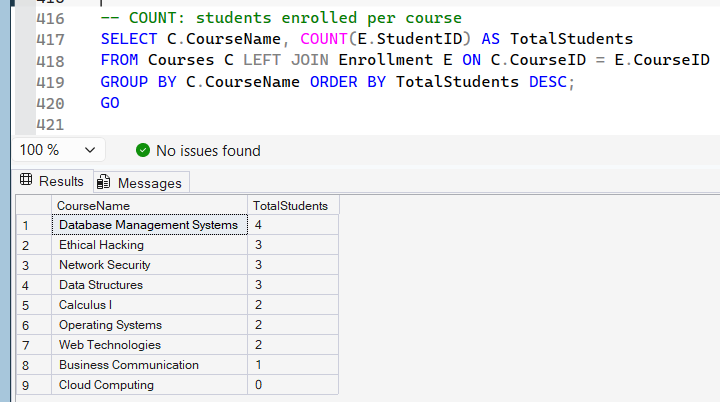 416 -- COUNT: students enrolled per course
417 SELECT C.CourseName, COUNT(E.StudentID) AS TotalStudents
418 FROM Courses C LEFT JOIN Enrollment E ON C.CourseID = E.CourseID
419 GROUP BY C.CourseName ORDER BY TotalStudents DESC;
420 GO
421
100 % No issues found
Results Messages
CourseName TotalStudents
1 Database Management Systems 4
2 Ethical Hacking 3
3 Network Security 3
4 Data Structures 3
5 Calculus I 2
6 Operating Systems 2
7 Web Technologies 2
8 Business Communication 1
9 Cloud Computing 0